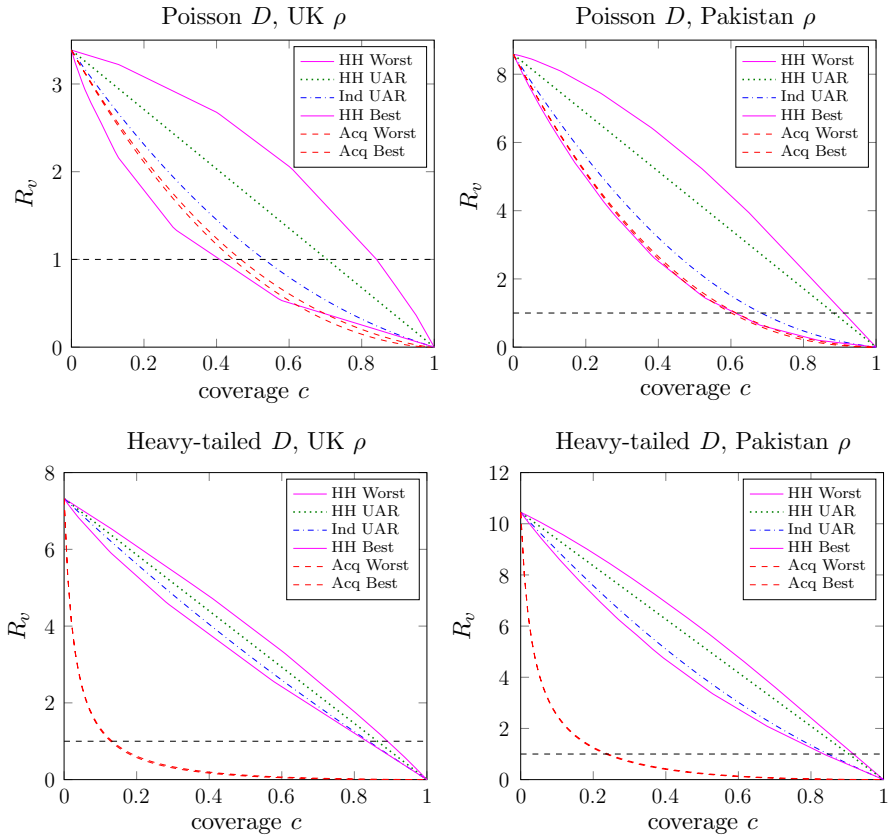 Poisson D, UK ρ
HH Worst
HH UAR
Ind UAR
HH Best
Acq Worst
Acq Best
3
2
1
0
R_v
0 0.2 0.4 0.6 0.8 1
coverage c
Poisson D, Pakistan ρ
HH Worst
HH UAR
Ind UAR
HH Best
Acq Worst
Acq Best
8
6
4
2
0
R_v
0 0.2 0.4 0.6 0.8 1
coverage c
Heavy-tailed D, UK ρ
HH Worst
HH UAR
Ind UAR
HH Best
Acq Worst
Acq Best
8
6
4
2
0
R_v
0 0.2 0.4 0.6 0.8 1
coverage c
Heavy-tailed D, Pakistan ρ
HH Worst
HH UAR
Ind UAR
HH Best
Acq Worst
Acq Best
12
10
8
6
4
2
0
R_v
0 0.2 0.4 0.6 0.8 1
coverage c